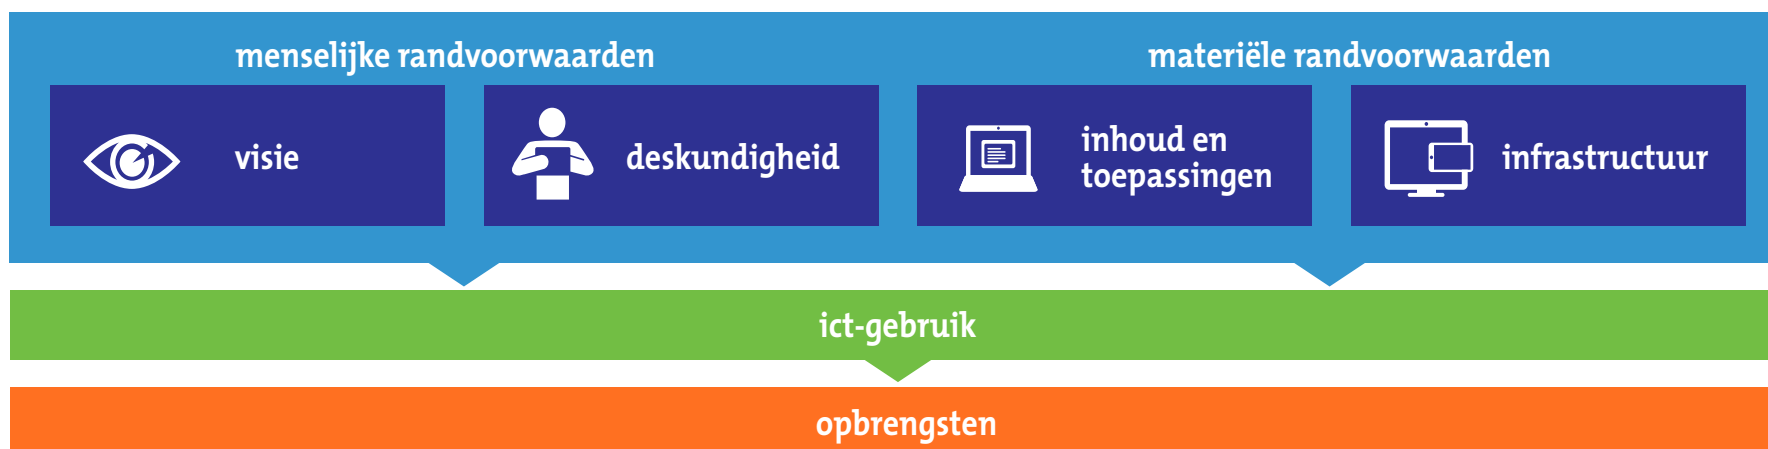 menselijke randvoorwaarden
materiële randvoorwaarden
visie
deskundigheid
inhoud en
toepassingen
infrastructuur
ict-gebruik
opbrengsten